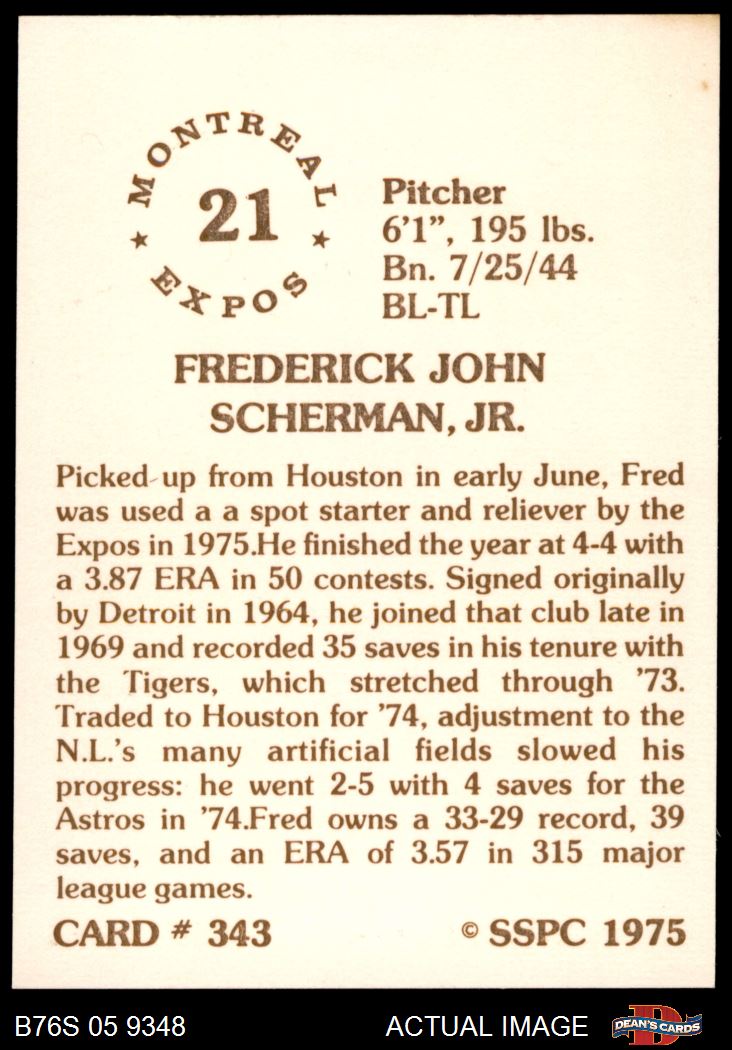 MONTREAL
21
EXPOS
Pitcher
6'1”, 195 lbs.
Bn. 7/25/44
BL-TL
FREDERICK JOHN
SCHERMAN, JR.
Picked up from Houston in early June, Fred
was used a a spot starter and reliever by the
Expos in 1975.He finished the year at 4-4 with
a 3.87 ERA in 50 contests. Signed originally
by Detroit in 1964, he joined that club late in
1969 and recorded 35 saves in his tenure with
the Tigers, which stretched through '73.
Traded to Houston for '74, adjustment to the
N.L.'s many artificial fields slowed his
progress: he went 2-5 with 4 saves for the
Astros in '74.Fred owns a 33-29 record, 39
saves, and an ERA of 3.57 in 315 major
league games.
CARD # 343 © SSPC 1975
B76S 05 9348 ACTUAL IMAGE D DEAN'S CARDS